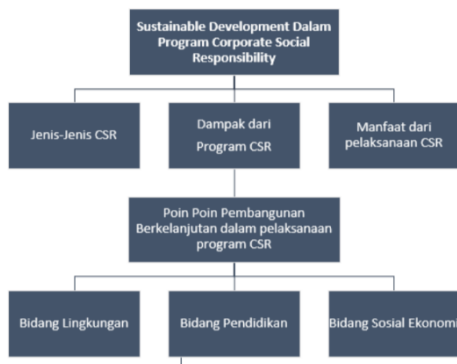 Sustainable Development Dalam
Program Corporate Social
Responsibility
Jenis-Jenis CSR
Dampak dari
Program CSR
Manfaat dari
pelaksanaan CSR
Poin Poin Pembangunan
Berkelanjutan dalam pelaksanaan
program CSR
Bidang Lingkungan
Bidang Pendidikan
Bidang Sosial Ekonomi